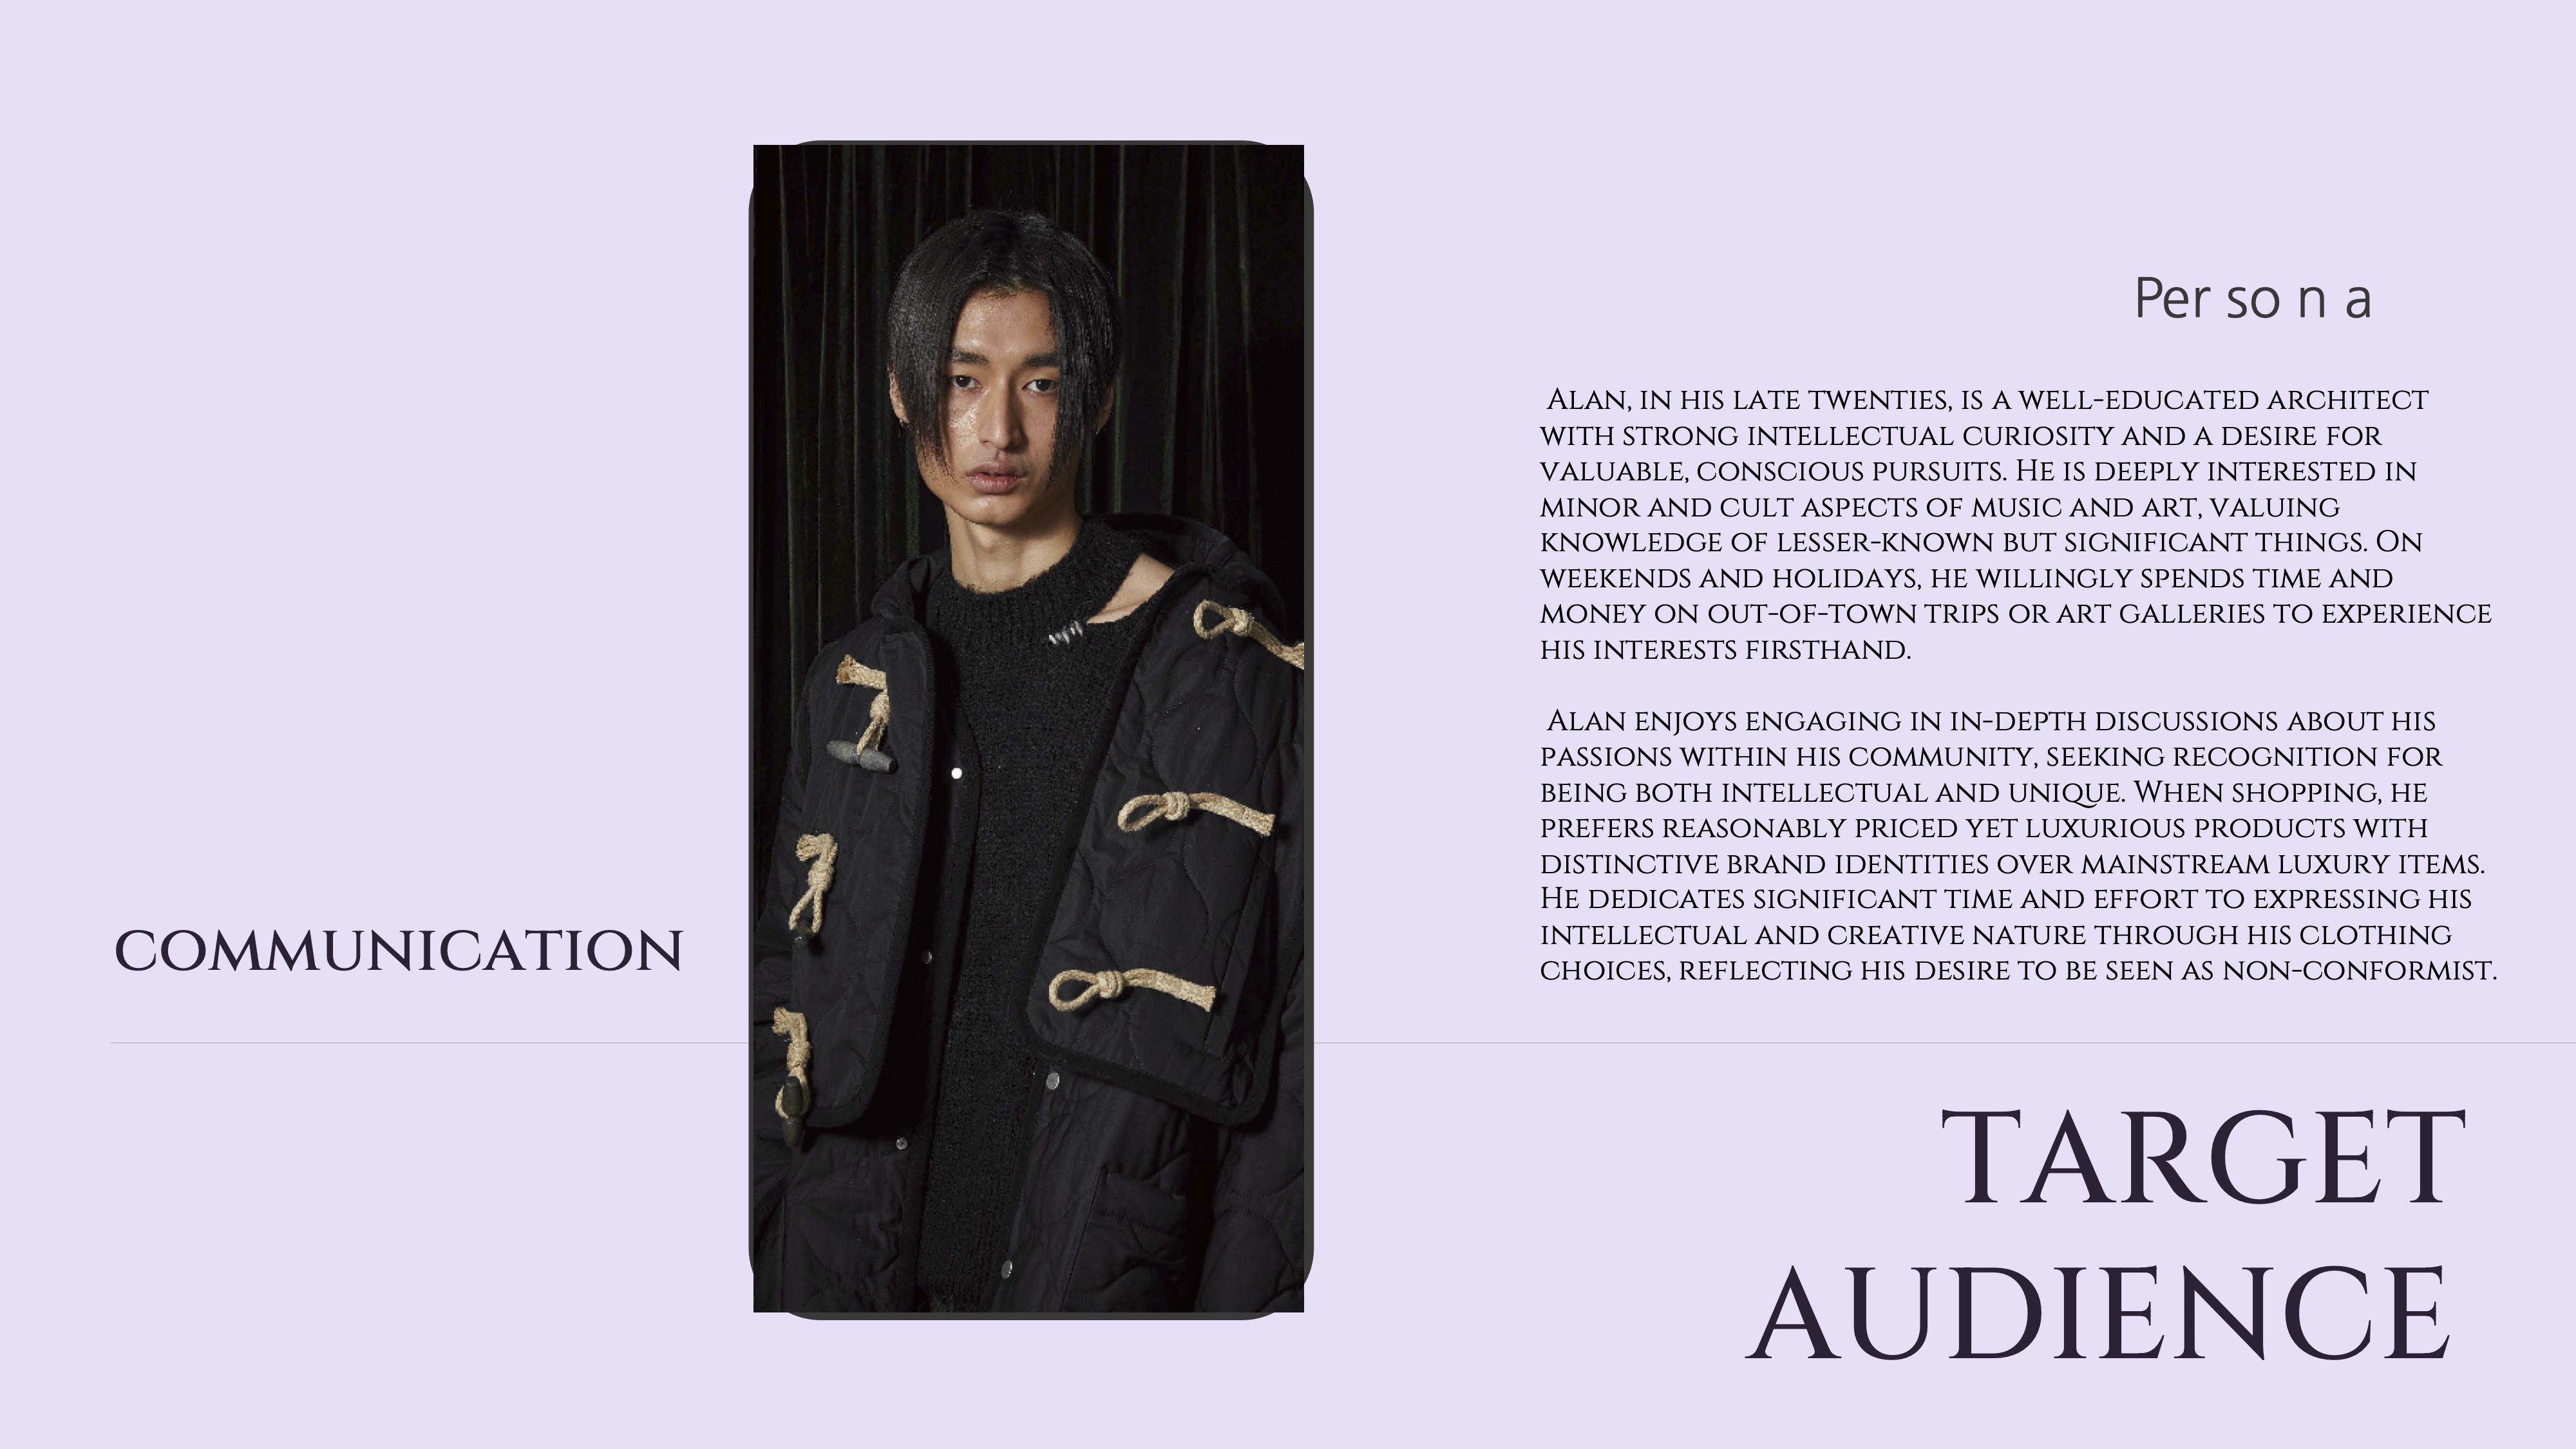 Per so n a
Alan, in his late twenties, is a well-educated architect
with strong intellectual curiosity and a desire for
valuable, conscious pursuits. He is deeply interested in
minor and cult aspects of music and art, valuing
knowledge of lesser-known but significant things. On
weekends and holidays, he willingly spends time and
money on out-of-town trips or art galleries to experience
his interests firsthand.
Alan enjoys engaging in in-depth discussions about his
passions within his community, seeking recognition for
being both intellectual and unique. When shopping, he
prefers reasonably priced yet luxurious products with
distinctive brand identities over mainstream luxury items.
He dedicates significant time and effort to expressing his
intellectual and creative nature through his clothing
choices, reflecting his desire to be seen as non-conformist.
COMMUNICATION
TARGET
AUDIENCE